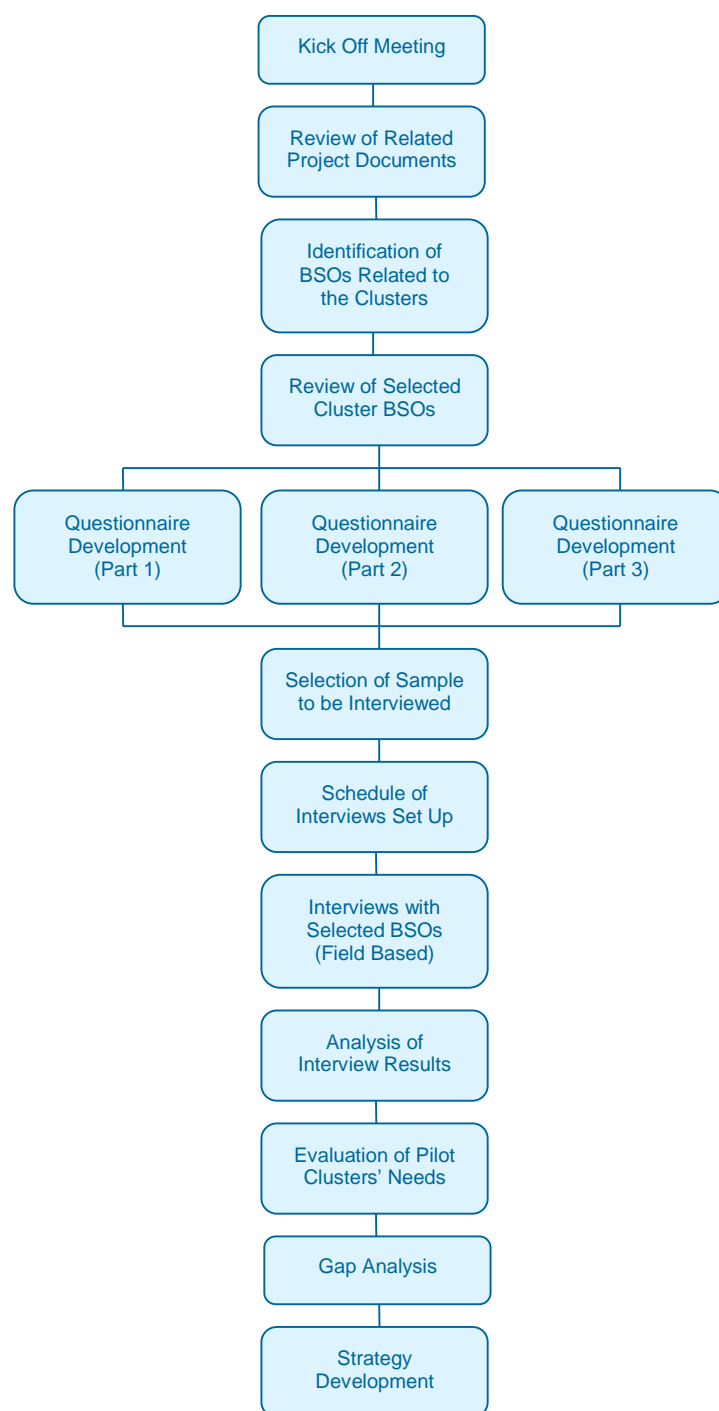 Kick Off Meeting
Review of Related
Project Documents
Identification of
BSOs Related to
the Clusters
Review of Selected
Cluster BSOs
Questionnaire
Development
(Part 1)
Questionnaire
Development
(Part 2)
Questionnaire
Development
(Part 3)
Selection of Sample
to be Interviewed
Schedule of
Interviews Set Up
Interviews with
Selected BSOs
(Field Based)
Analysis of
Interview Results
Evaluation of Pilot
Clusters’ Needs
Gap Analysis
Strategy
Development